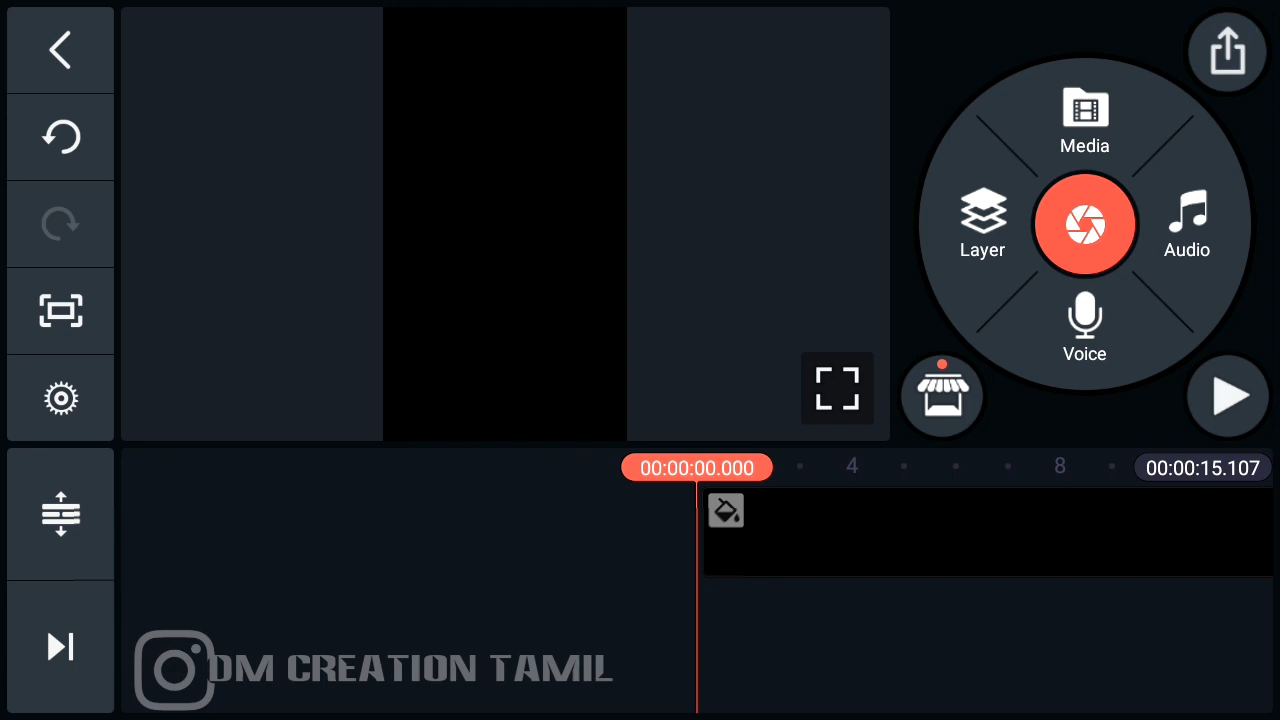 Media
Layer
Audio
Voice
00:00:00.000
4
8
00:00:15.107
DM CREATION TAMIL